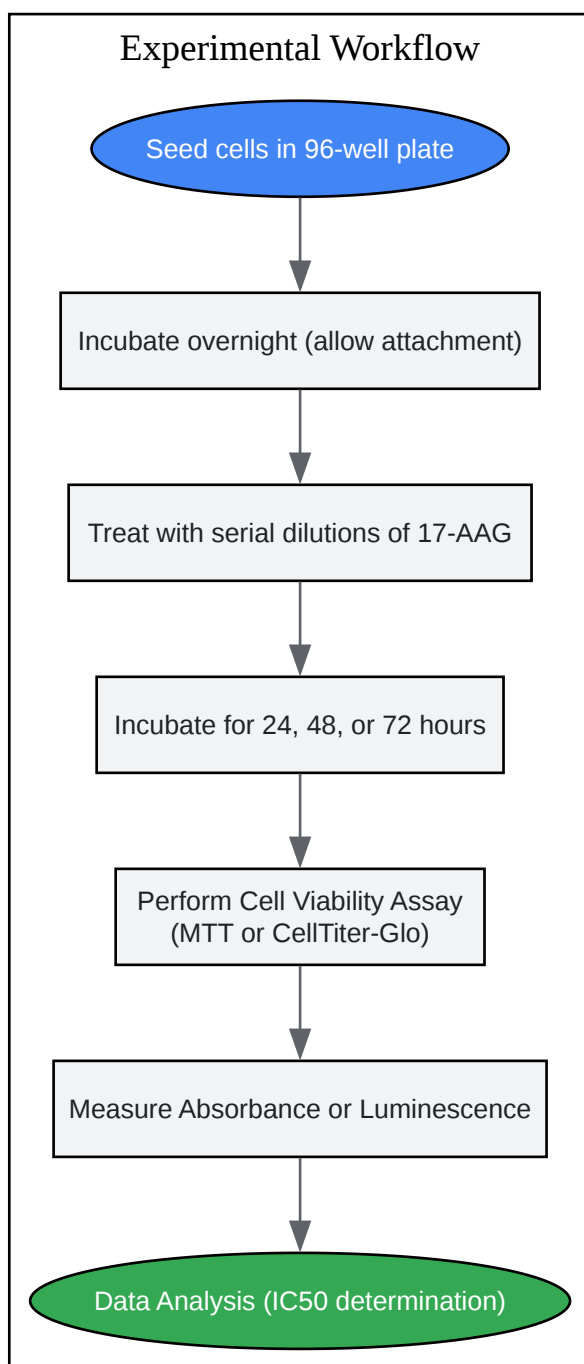 Experimental Workflow
Seed cells in 96-well plate
Incubate overnight (allow attachment)
Treat with serial dilutions of 17-AAG
Incubate for 24, 48, or 72 hours
Perform Cell Viability Assay
(MTT or CellTiter-Glo)
Measure Absorbance or Luminescence
Data Analysis (IC50 determination)